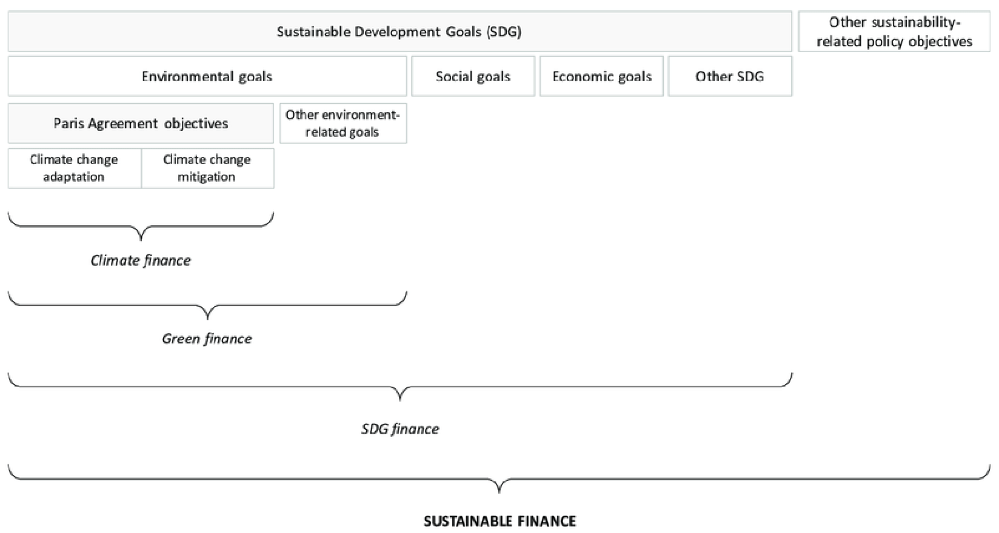 Sustainable Development Goals (SDG)
Other sustainability-
related policy objectives
Environmental goals
Social goals
Economic goals
Other SDG
Paris Agreement objectives
Other environment-
related goals
Climate change
adaptation
Climate change
mitigation
Climate finance
Green finance
SDG finance
SUSTAINABLE FINANCE